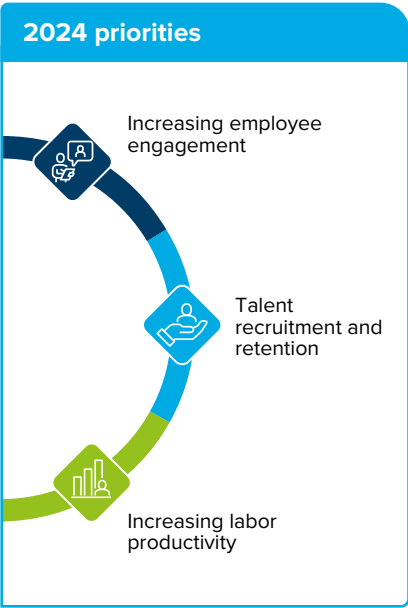 2024 priorities
Increasing employee
engagement
Talent
recruitment and
retention
Increasing labor
productivity